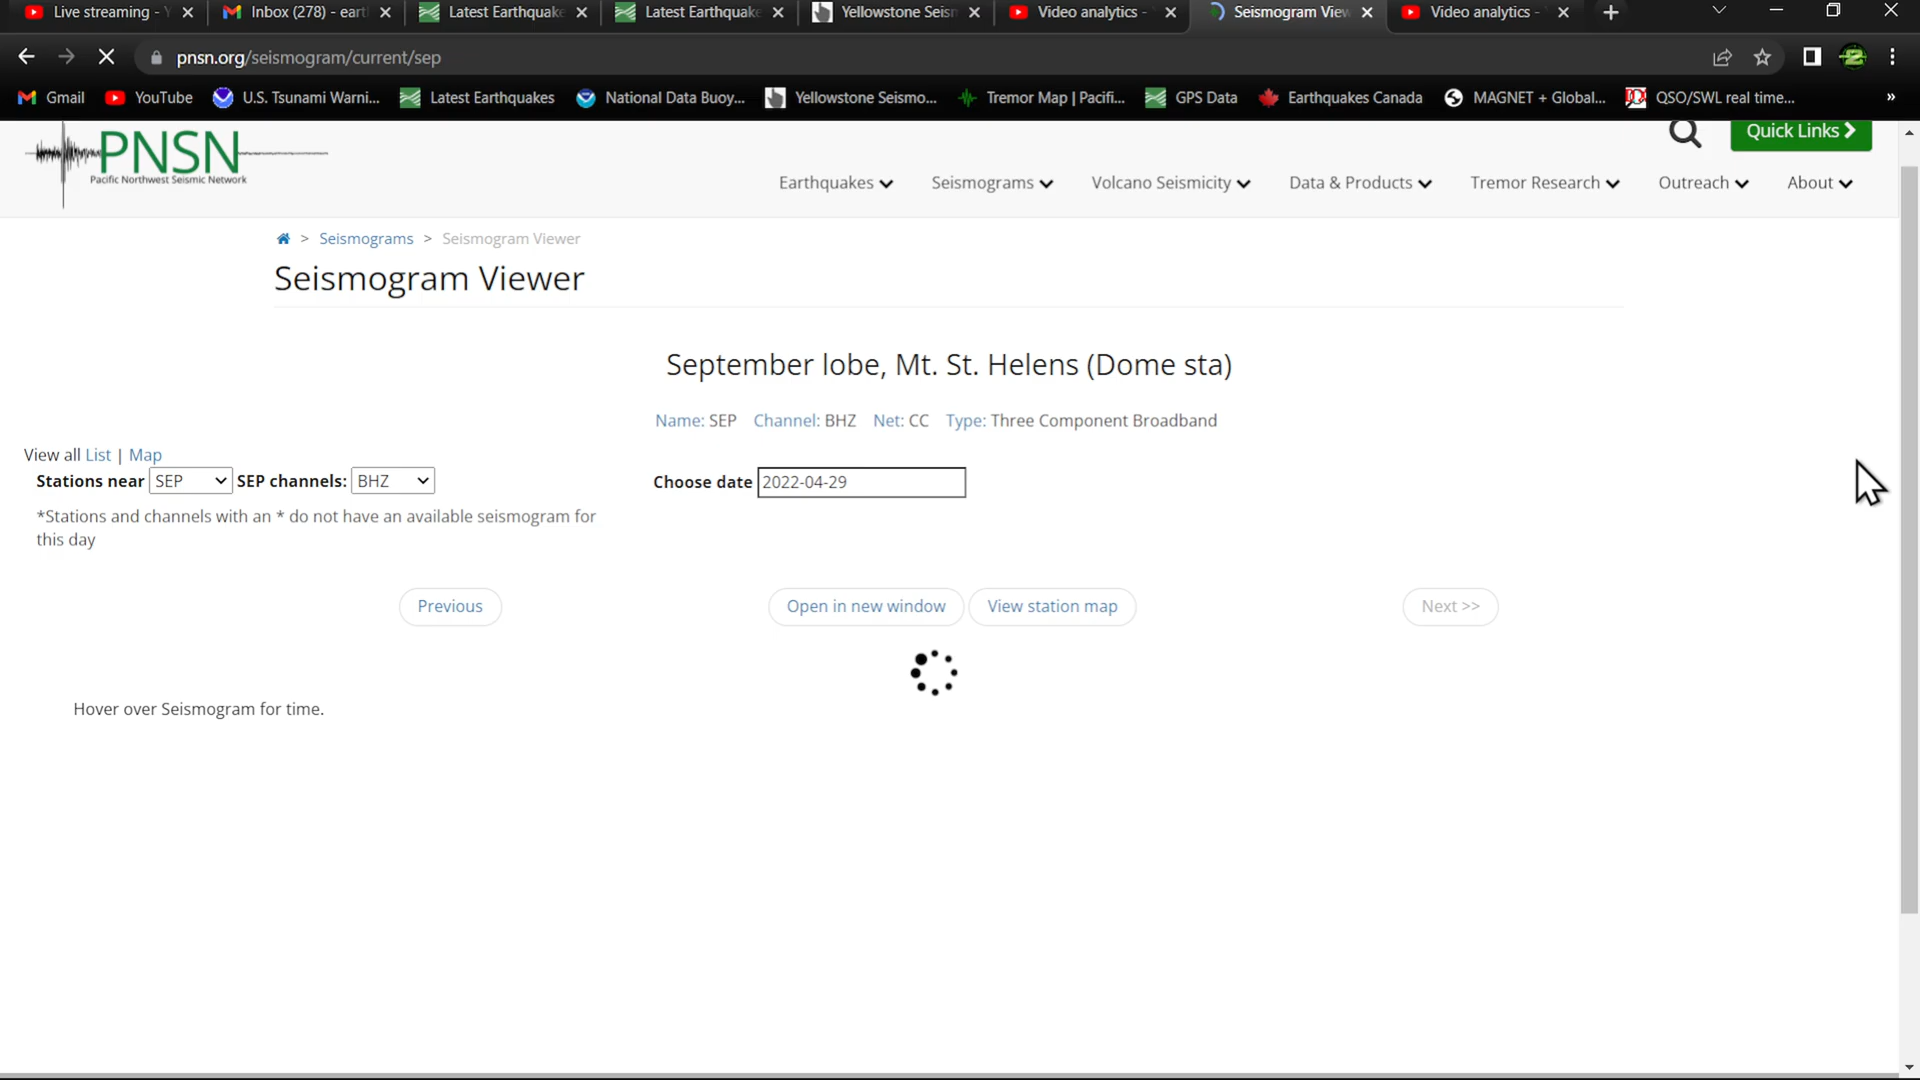 Live streaming - Y
Inbox (278) - eart
Latest Earthquake
Latest Earthquake
Yellowstone Seism
Video analytics -
Seismogram View
Video analytics -
pnsn.org/seismogram/current/sep
Gmail
YouTube
U.S. Tsunami Warni...
Latest Earthquakes
National Data Buoy...
Yellowstone Seismo...
Tremor Map | Pacifi...
GPS Data
Earthquakes Canada
MAGNET + Global...
QSO/SWL real time...
»
PNSN
Pacific Northwest Seismic Network
Quick Links
Earthquakes
Seismograms
Volcano Seismicity
Data & Products
Tremor Research
Outreach
About
> Seismograms > Seismogram Viewer
Seismogram Viewer
September lobe, Mt. St. Helens (Dome sta)
Name: SEP Channel: BHZ Net: CC Type: Three Component Broadband
View all List | Map
Stations near SEP SEP channels: BHZ
Choose date 2022-04-29
*Stations and channels with an * do not have an available seismogram for
this day
Previous
Open in new window
View station map
Next >>
Hover over Seismogram for time.